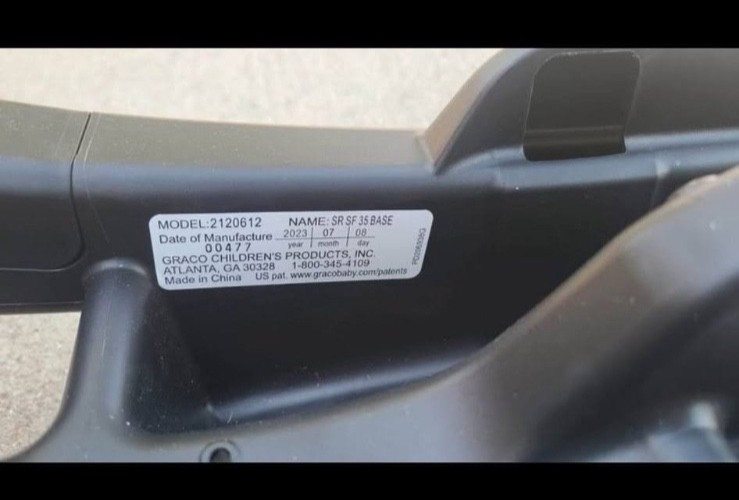 MODEL:2120612 NAME: SR SF 35 BASE
Date of Manufacture 2023 07 08
year month day
00477
GRACO CHILDREN'S PRODUCTS, INC.
ATLANTA, GA 30328 1-800-345-4109
Made in China US pat. www.gracobaby.com/patents